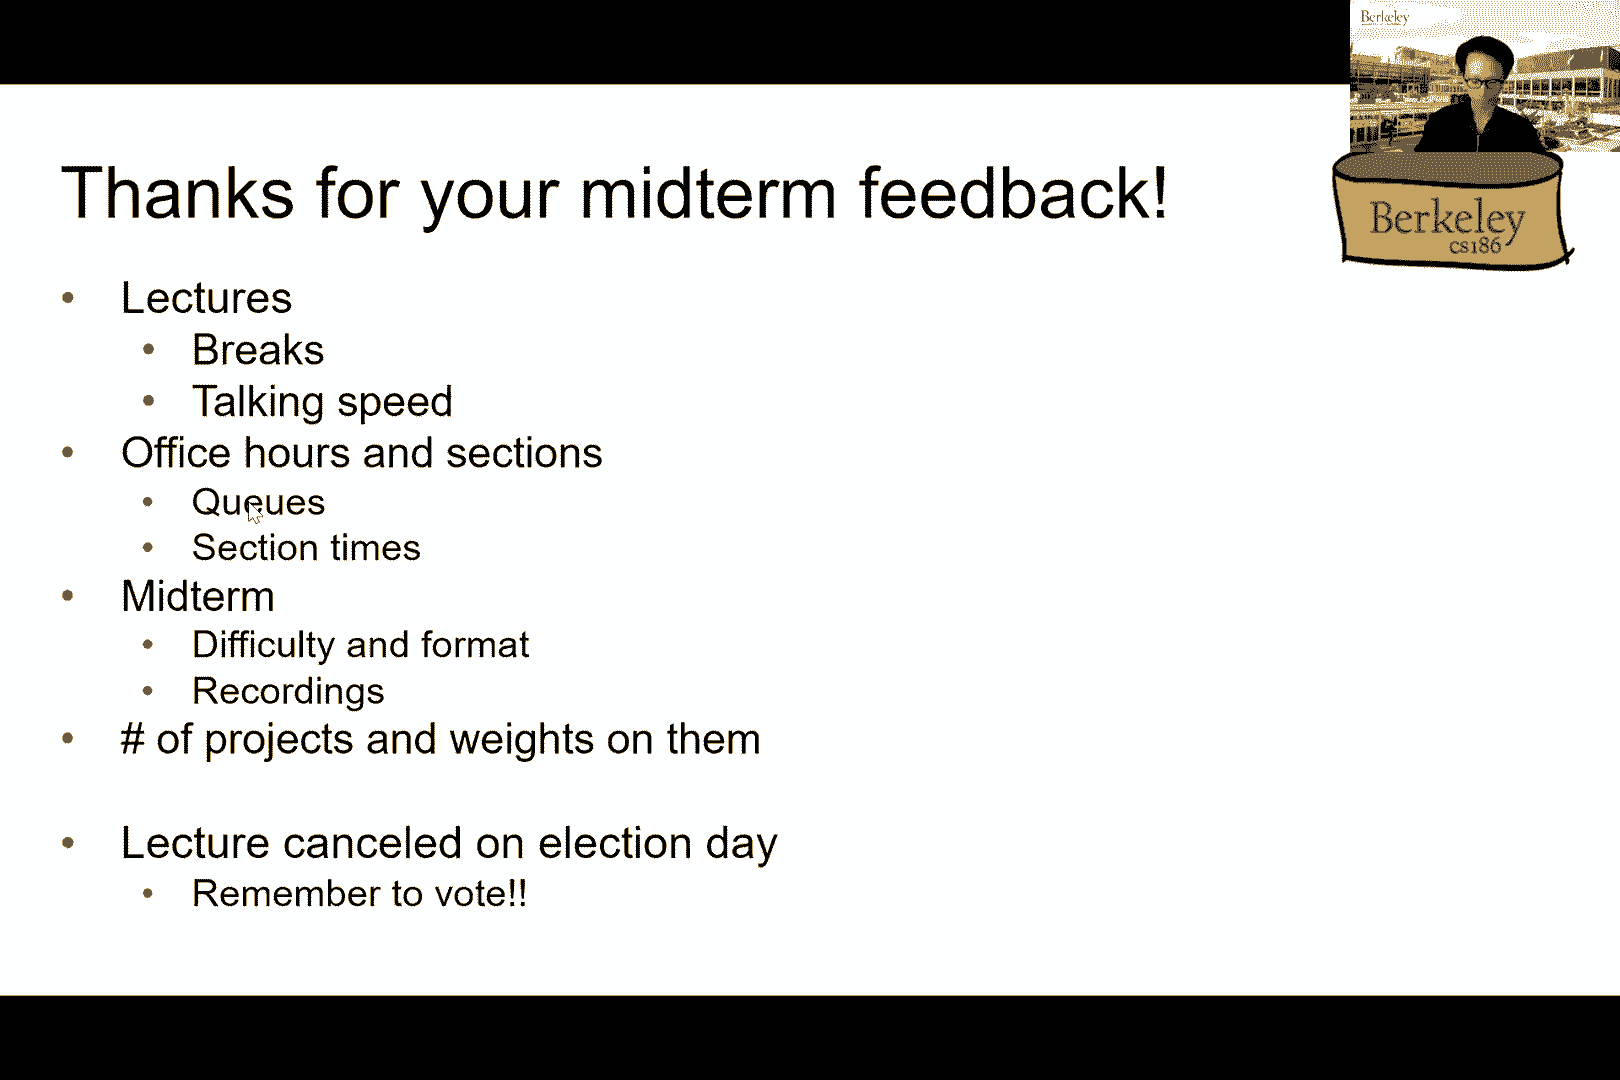 Berkeley
Thanks for your midterm feedback!
Berkeley
cs186
• Lectures
• Breaks
• Talking speed
• Office hours and sections
• Queues
• Section times
• Midterm
• Difficulty and format
• Recordings
• # of projects and weights on them
• Lecture canceled on election day
• Remember to vote!!